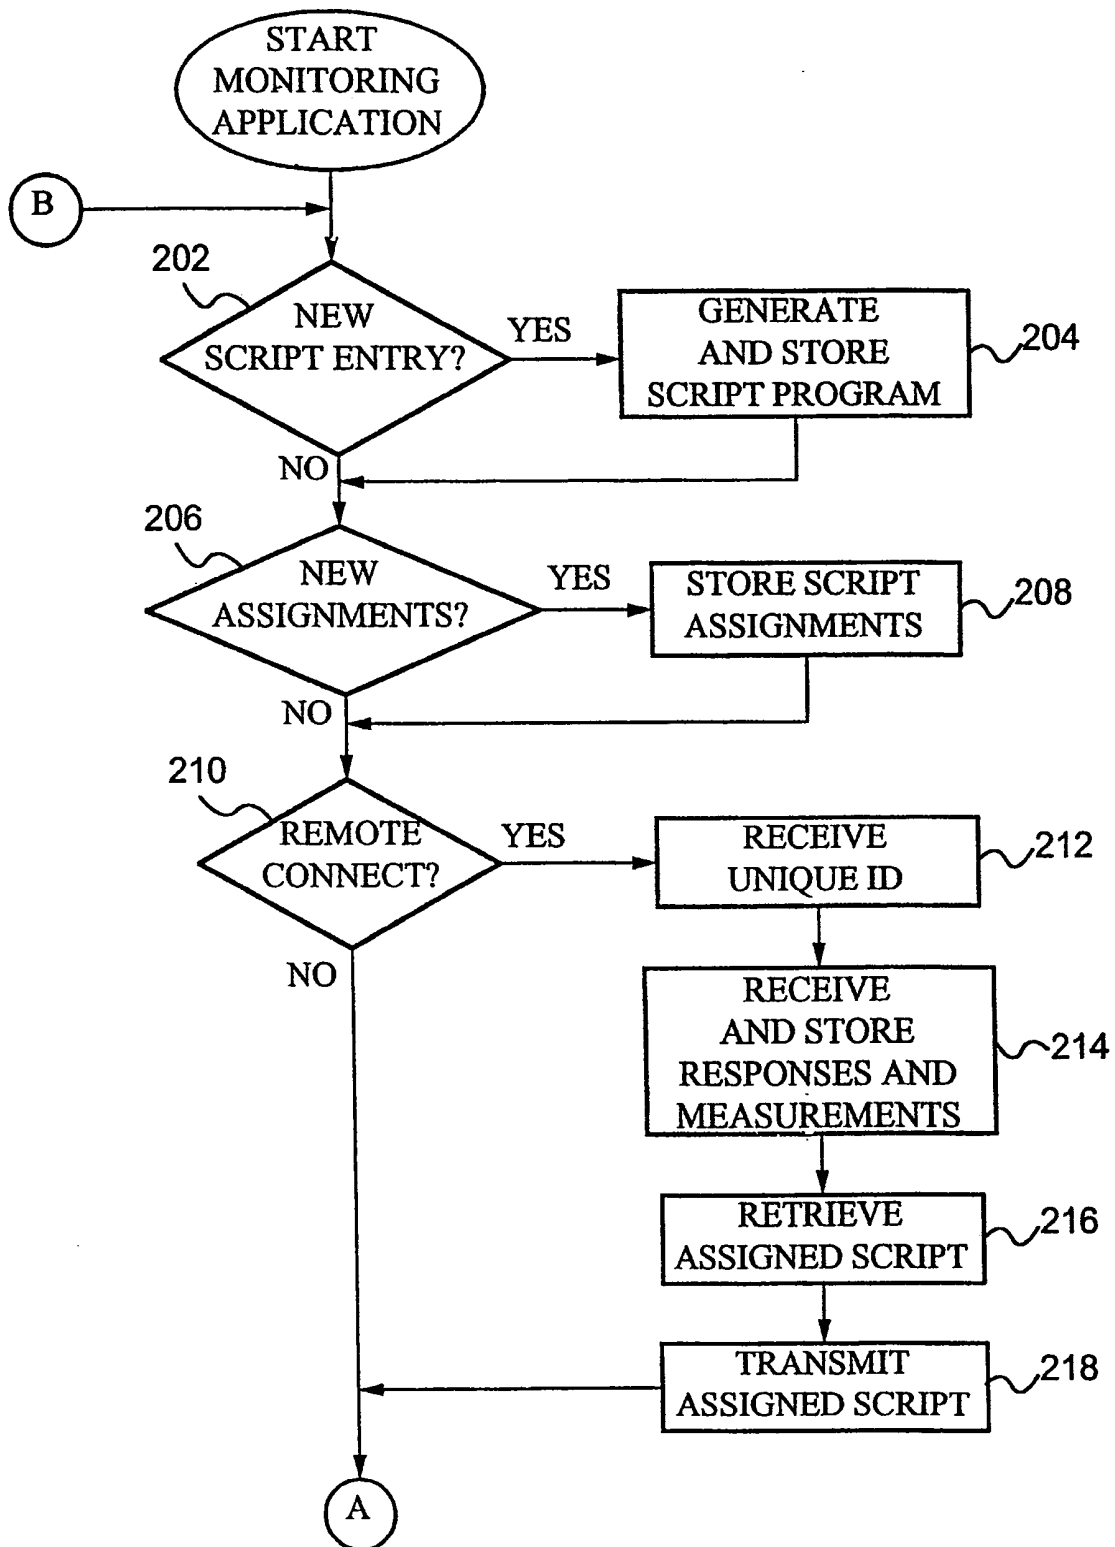 START
MONITORING
APPLICATION
B
202
NEW
SCRIPT ENTRY?
YES
GENERATE
AND STORE
SCRIPT PROGRAM
204
NO
206
NEW
ASSIGNMENTS?
YES
STORE SCRIPT
ASSIGNMENTS
208
NO
210
REMOTE
CONNECT?
YES
RECEIVE
UNIQUE ID
212
NO
RECEIVE
AND STORE
RESPONSES AND
MEASUREMENTS
214
RETRIEVE
ASSIGNED SCRIPT
216
TRANSMIT
ASSIGNED SCRIPT
218
A